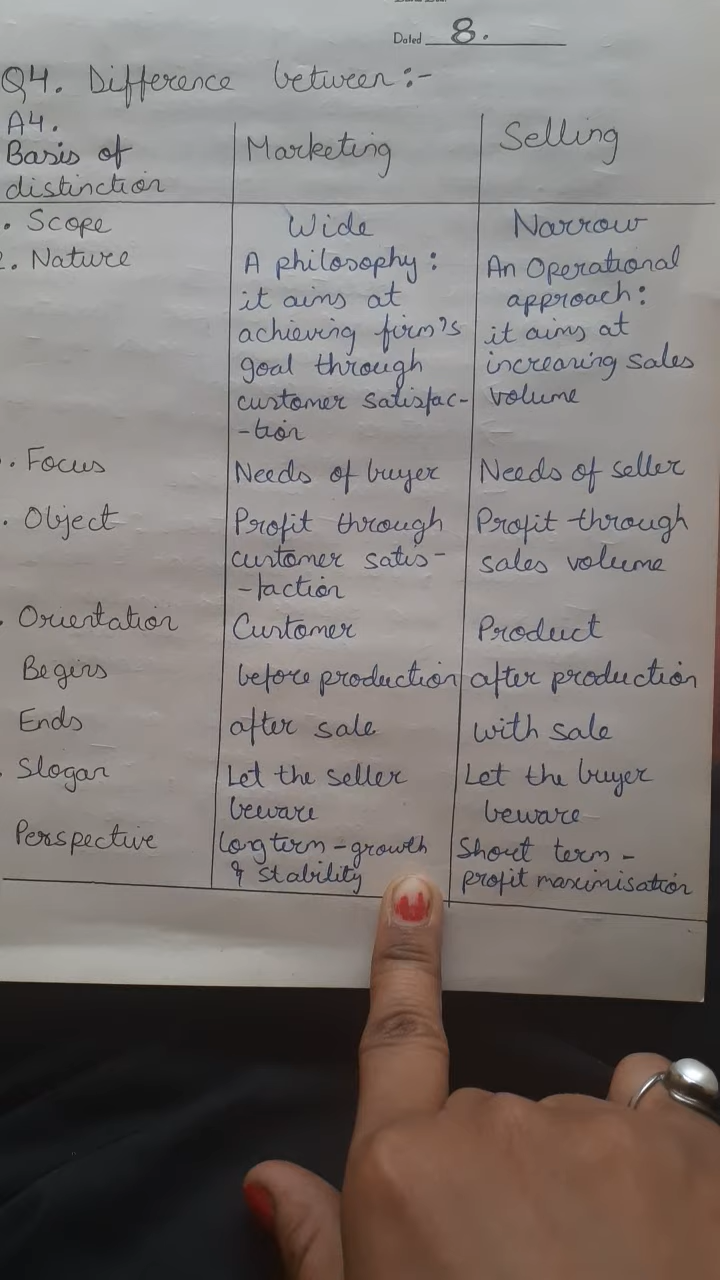 Dated 8.
Q4. Difference between:-
A4.
Basis of distinction | Marketing | Selling
. Scope | Wide | Narrow
2. Nature | A philosophy: it aims at achieving firm's goal through customer satisfac--tion | An Operational approach: it aims at increasing sales volume
. Focus | Needs of buyer | Needs of seller
. Object | Profit through customer satis--faction | Profit through sales volume
. Orientation | Customer | Product
Begins | before production | after production
Ends | after sale | with sale
. Slogan | Let the seller beware | Let the buyer beware
Perspective | long term - growth & stability | Short term - profit maximisation